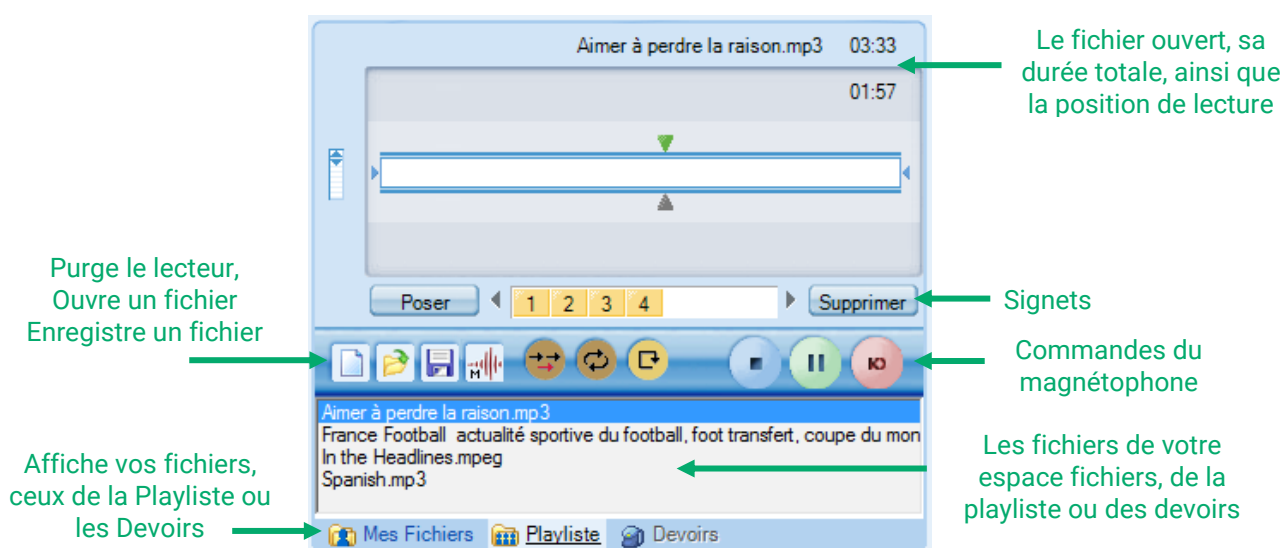 Aimer à perdre la raison.mp3 03:33
01:57
Le fichier ouvert, sa
durée totale, ainsi que
la position de lecture
Purge le lecteur,
Ouvre un fichier
Enregistre un fichier
Poser 1 2 3 4 Supprimer
Signets
M
Commandes du
magnétophone
Aimer à perdre la raison.mp3
France Football actualité sportive du football, foot transfert, coupe du mon
In the Headlines.mpeg
Spanish.mp3
Les fichiers de votre
espace fichiers, de la
playliste ou des devoirs
Affiche vos fichiers,
ceux de la Playliste ou
les Devoirs
Mes Fichiers Playliste Devoirs